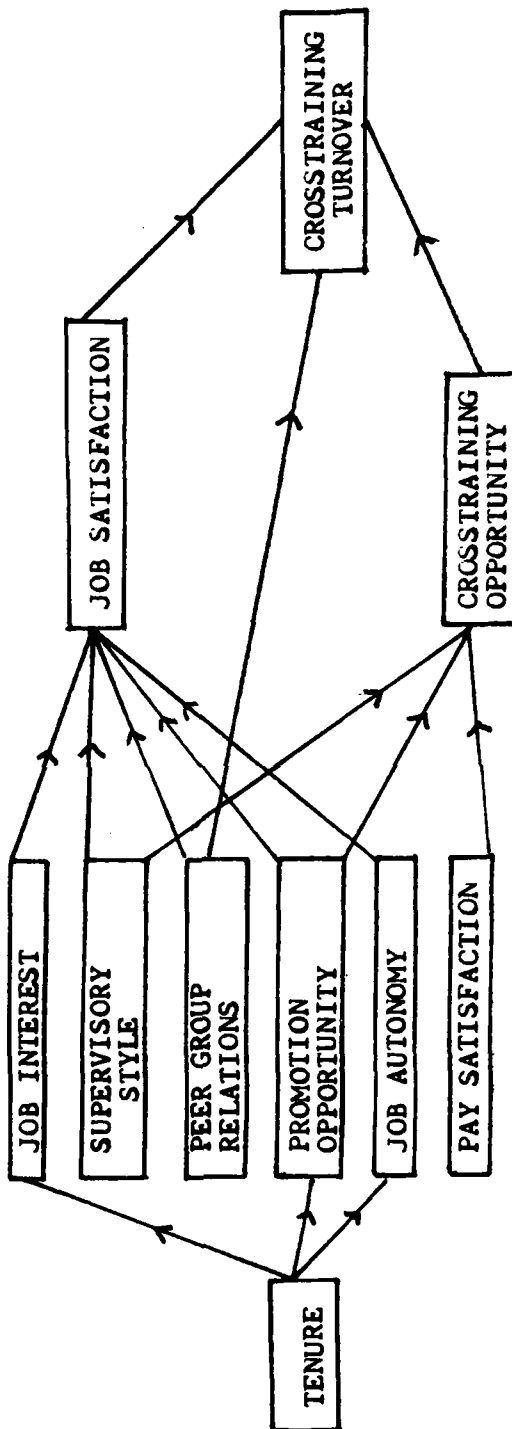 TENURE
JOB INTEREST
SUPERVISORY
STYLE
PEER GROUP
RELATIONS
PROMOTION
OPPORTUNITY
JOB AUTONOMY
PAY SATISFACTION
JOB SATISFACTION
CROSSTRAINING
OPPORTUNITY
CROSSTRAINING
TURNOVER